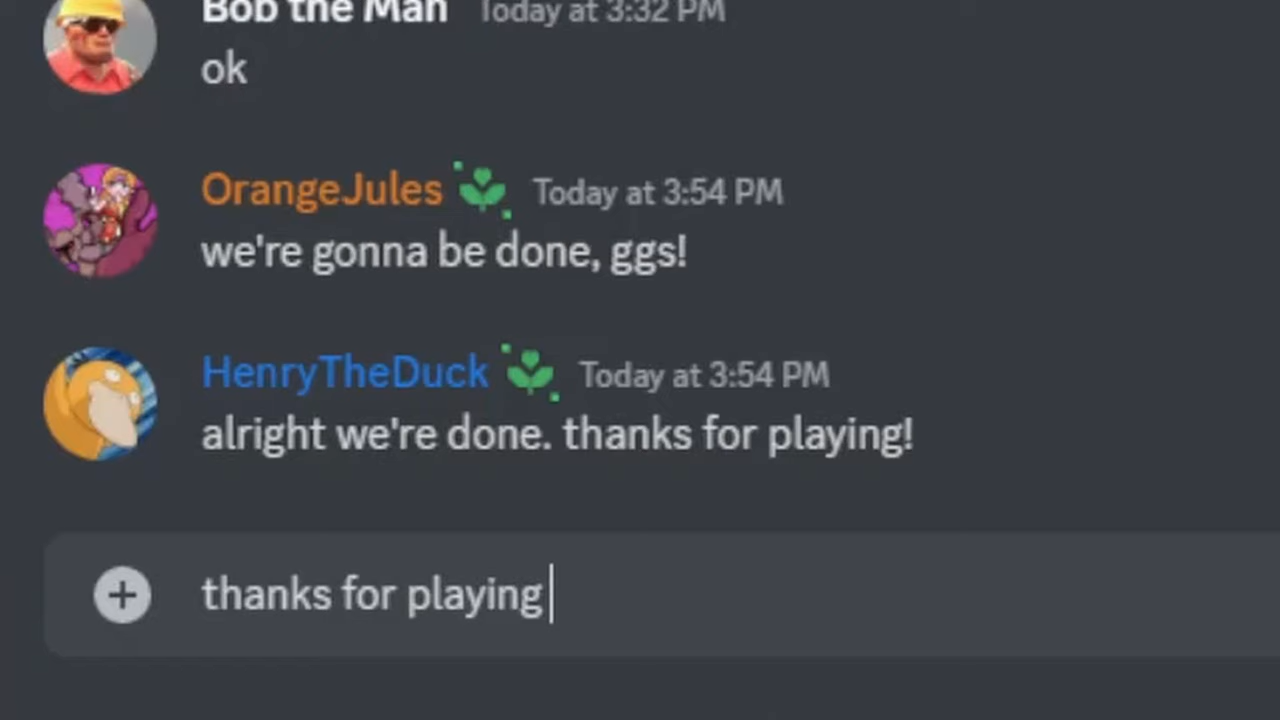 Bob the Man Today at 3:32 PM
ok
OrangeJules Today at 3:54 PM
we're gonna be done, ggs!
HenryTheDuck Today at 3:54 PM
alright we're done. thanks for playing!
thanks for playing